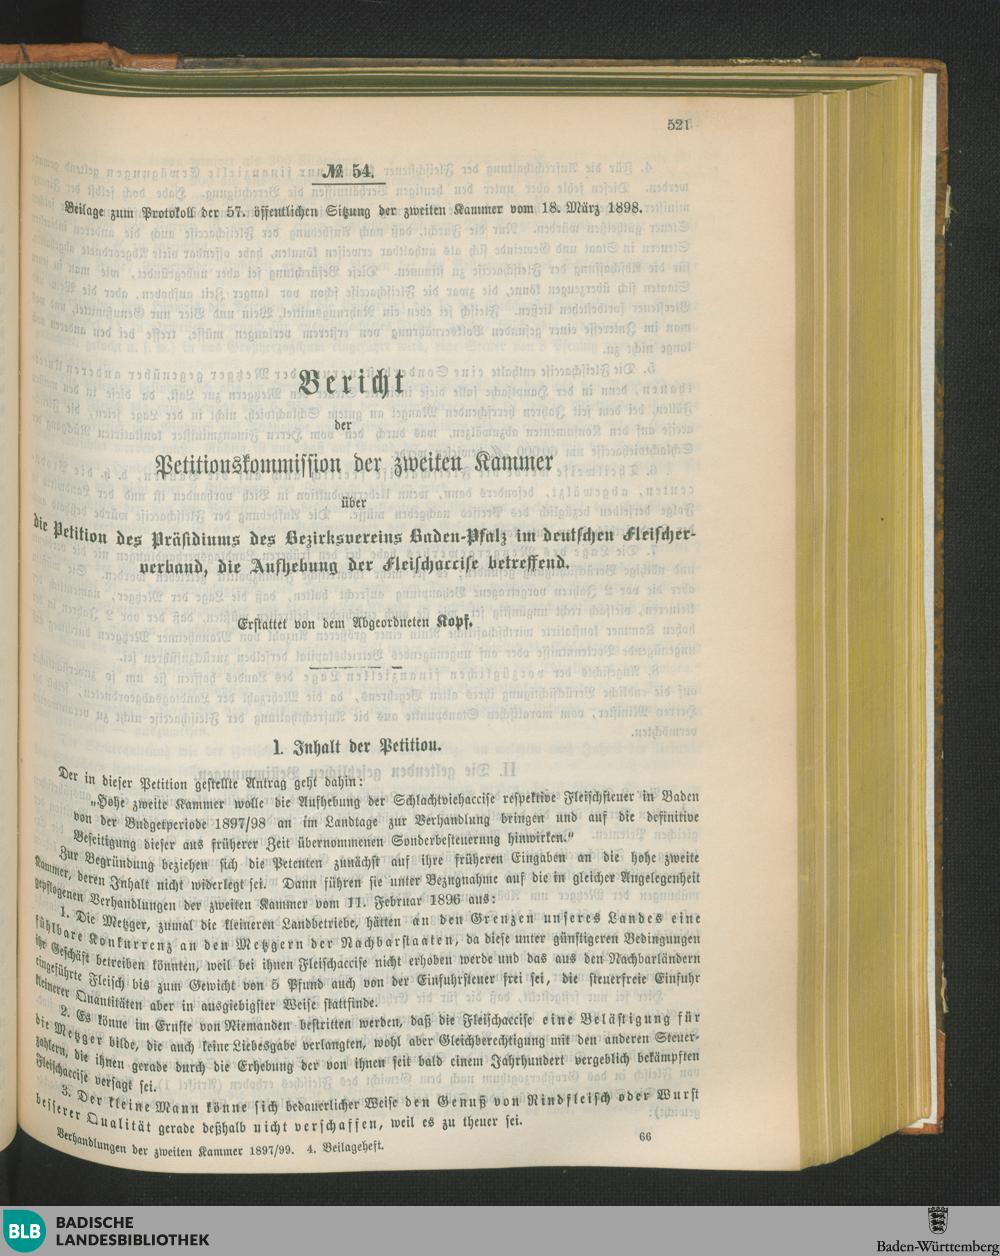 521
№ 54.
Beilage zum Protokoll der 57. öffentlichen Sitzung der zweiten Kammer vom 18. März 1898.
Bericht
der
Petitionskommission der zweiten Kammer
über
die Petition des Präsidiums des Bezirksvereins Baden-Pfalz im deutschen Fleischer-
verband, die Aufhebung der Fleischaccise betreffend.
Erstattet von dem Abgeordneten Kopf.
1. Inhalt der Petition.
Der in dieser Petition gestellte Antrag geht dahin:
„Hohe zweite Kammer wolle die Aufhebung der Schlachtviehaccise respektive Fleischsteuer in Baden
von der Budgetperiode 1897/98 an im Landtage zur Verhandlung bringen und auf die definitive
Beseitigung dieser aus früherer Zeit übernommenen Sonderbesteuerung hinwirken."
Zur Begründung beziehen sich die Petenten zunächst auf ihre früheren Eingaben an die hohe zweite
Kammer, deren Inhalt nicht widerlegt sei. Dann führen sie unter Bezugnahme auf die in gleicher Angelegenheit
gepflogenen Verhandlungen der zweiten Kammer vom 11. Februar 1896 aus:
1. Die Metzger, zumal die kleineren Landbetriebe, hätten an den Grenzen unseres Landes eine
fühlbare Konkurrenz an den Metzgern der Nachbarstaaten, da diese unter günstigeren Bedingungen
ihr Geschäft betreiben könnten, weil bei ihnen Fleischaccise nicht erhoben werde und das aus den Nachbarländern
eingeführte Fleisch bis zum Gewicht von 5 Pfund auch von der Einfuhrsteuer frei sei, die steuerfreie Einfuhr
kleinerer Quantitäten aber in ausgiebigster Weise stattfinde.
2. Es könne im Ernste von Niemanden bestritten werden, daß die Fleischaccise eine Belästigung für
die Metzger bilde, die auch keine Liebesgabe verlangten, wohl aber Gleichberechtigung mit den anderen Steuer-
zahlern, die ihnen gerade durch die Erhebung der von ihnen seit bald einem Jahrhundert vergeblich bekämpften
Fleischaccise versagt sei.
3. Der kleine Mann könne sich bedauerlicher Weise den Genuß von Rindfleisch oder Wurst
besserer Qualität gerade deßhalb nicht verschaffen, weil es zu theuer sei.
Verhandlungen der zweiten Kammer 1897/99. 4. Beilageheft.
66
BLB
BADISCHE
LANDESBIBLIOTHEK
Baden-Württemberg